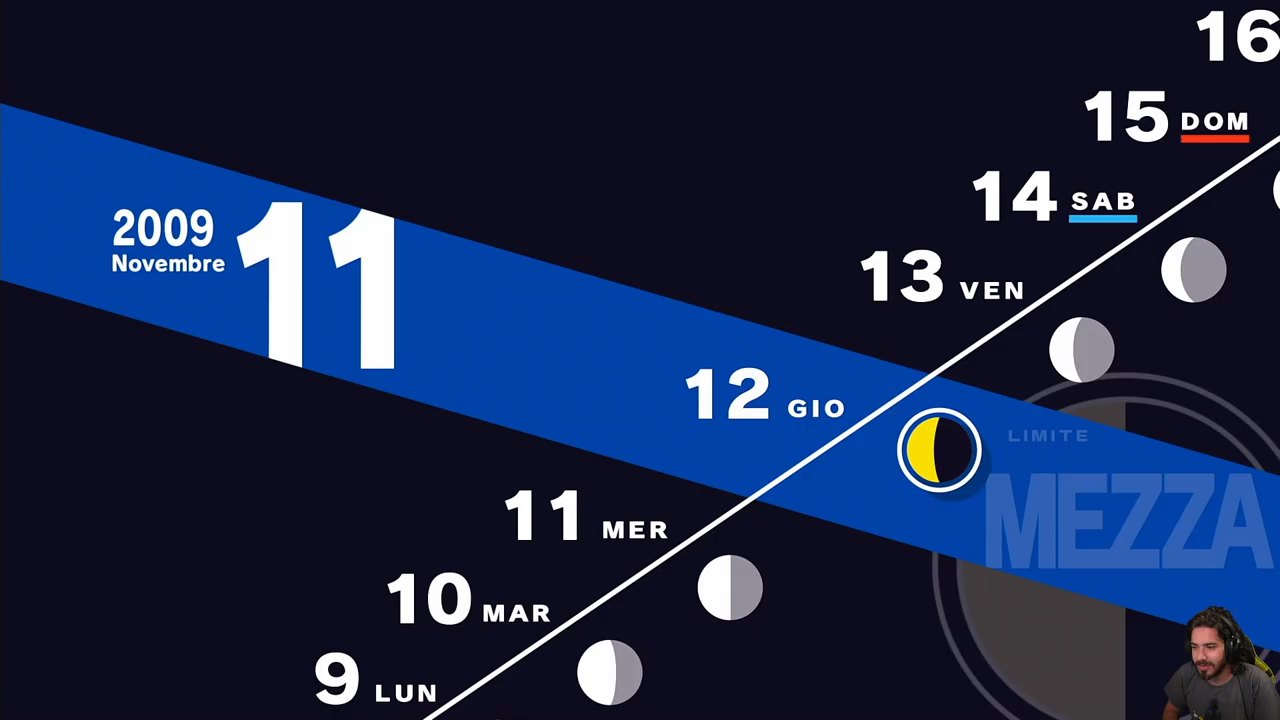 16
15 DOM
14 SAB
2009
Novembre
11
13 VEN
12 GIO
LIMITE
MEZZA
11 MER
10 MAR
9 LUN